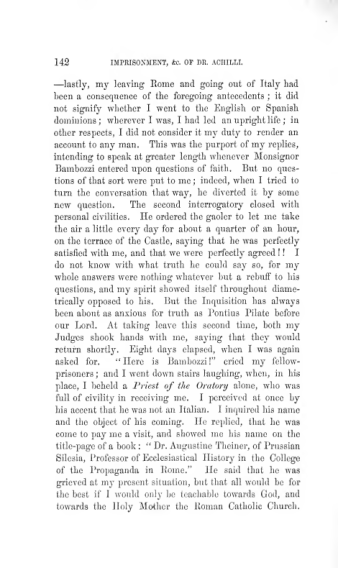 142 IMPRISONMENT, &c. OF DR. ACHILLI.
—lastly, my leaving Rome and going out of Italy had
been a consequence of the foregoing antecedents ; it did
not signify whether I went to the English or Spanish
dominions ; wherever I was, I had led an upright life ; in
other respects, I did not consider it my duty to render an
account to any man. This was the purport of my replies,
intending to speak at greater length whenever Monsignor
Bambozzi entered upon questions of faith. But no ques-
tions of that sort were put to me ; indeed, when I tried to
turn the conversation that way, he diverted it by some
new question. The second interrogatory closed with
personal civilities. He ordered the gaoler to let me take
the air a little every day for about a quarter of an hour,
on the terrace of the Castle, saying that he was perfectly
satisfied with me, and that we were perfectly agreed ! ! I
do not know with what truth he could say so, for my
whole answers were nothing whatever but a rebuff to his
questions, and my spirit showed itself throughout diame-
trically opposed to his. But the Inquisition has always
been about as anxious for truth as Pontius Pilate before
our Lord. At taking leave this second time, both my
Judges shook hands with me, saying that they would
return shortly. Eight days elapsed, when I was again
asked for. “Here is Bambozzi!” cried my fellow-
prisoners ; and I went down stairs laughing, when, in his
place, I beheld a Priest of the Oratory alone, who was
full of civility in receiving me. I perceived at once by
his accent that he was not an Italian. I inquired his name
and the object of his coming. He replied, that he was
come to pay me a visit, and showed me his name on the
title-page of a book : “ Dr. Augustine Theiner, of Prussian
Silesia, Professor of Ecclesiastical History in the College
of the Propaganda in Rome.” He said that he was
grieved at my present situation, but that all would be for
the best if I would only be teachable towards God, and
towards the Holy Mother the Roman Catholic Church.